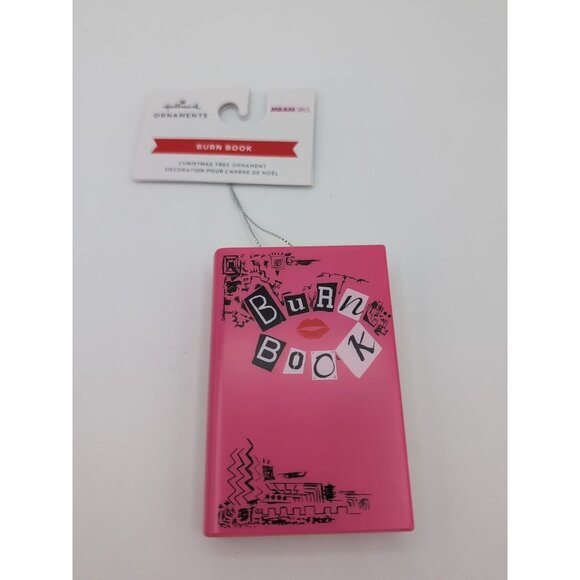 Hallmark
ORNAMENTS
MEAN GIRLS
BURN BOOK
CHRISTMAS TREE ORNAMENT
DÉCORATION POUR L'ARBRE DE NOËL
BuRn
BOOK